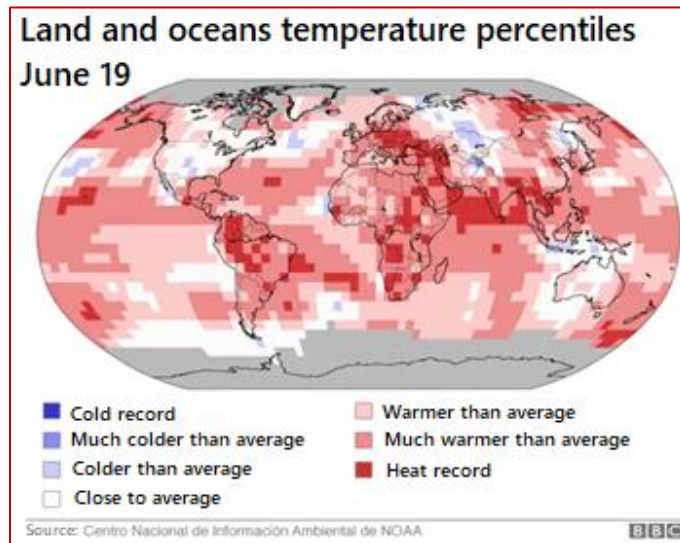 Land and oceans temperature percentiles
June 19
Cold record
Much colder than average
Colder than average
Close to average
Warmer than average
Much warmer than average
Heat record
Source: Centro Nacional de Información Ambiental de NOAA
BBC